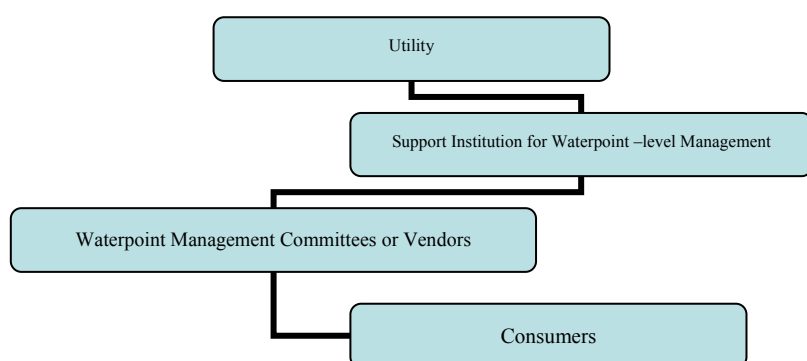 Utility
Support Institution for Waterpoint –level Management
Waterpoint Management Committees or Vendors
Consumers